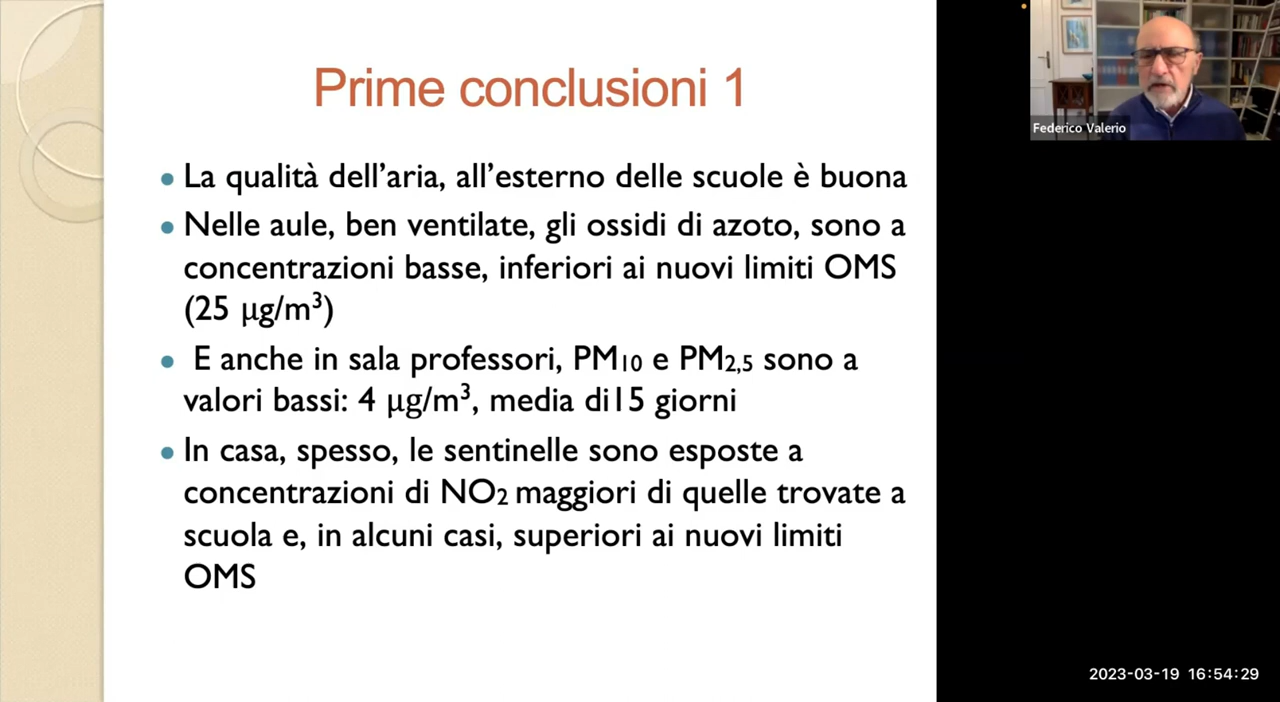 Prime conclusioni 1
• La qualità dell’aria, all’esterno delle scuole è buona
• Nelle aule, ben ventilate, gli ossidi di azoto, sono a
concentrazioni basse, inferiori ai nuovi limiti OMS
(25 µg/m³)
• E anche in sala professori, PM10 e PM2,5 sono a
valori bassi: 4 µg/m³, media di15 giorni
• In casa, spesso, le sentinelle sono esposte a
concentrazioni di NO2 maggiori di quelle trovate a
scuola e, in alcuni casi, superiori ai nuovi limiti
OMS
Federico Valerio
2023-03-19 16:54:29